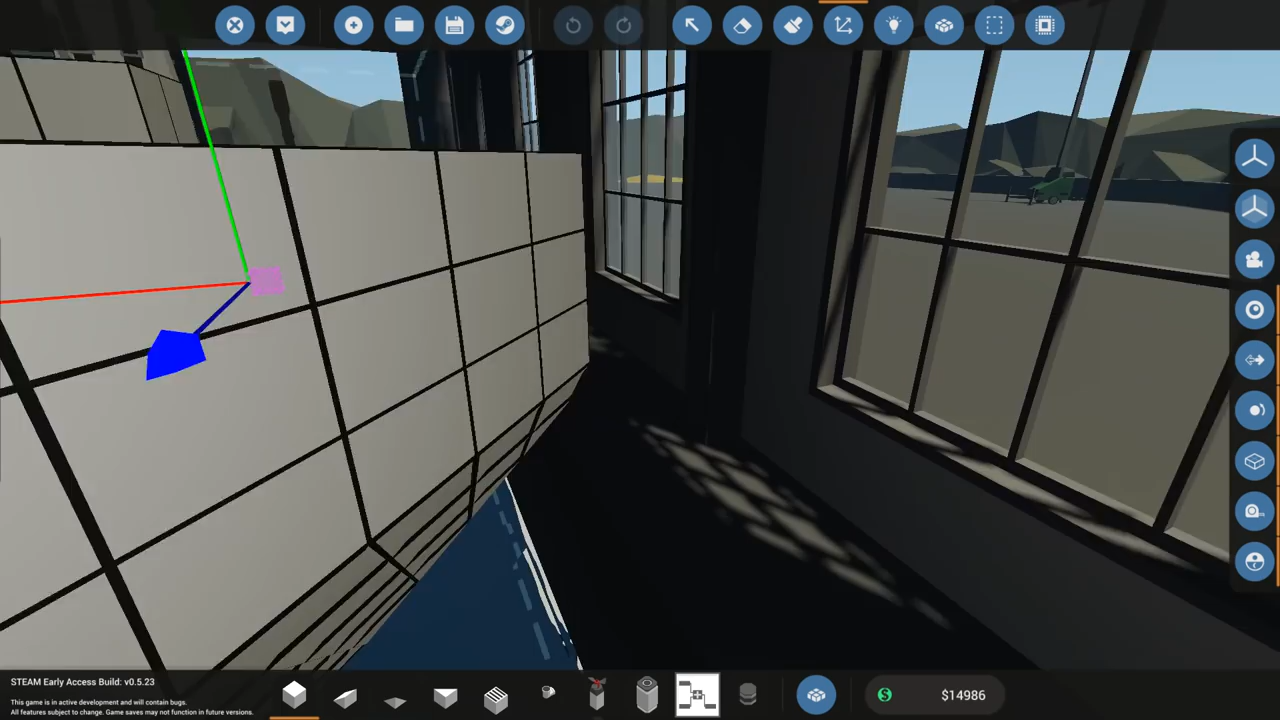 STEAM Early Access Build: v0.5.23
This game is in active development and will contain bugs.
All features subject to change. Game saves may not function in future versions.
$14986